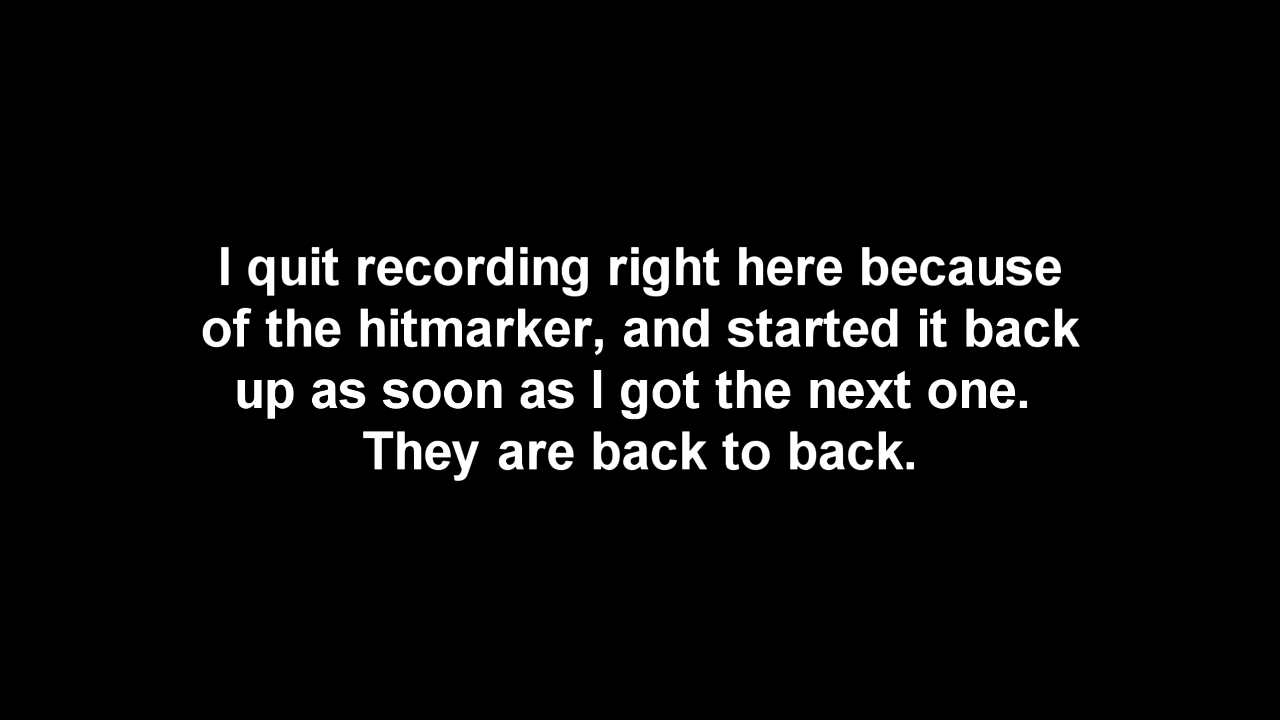 I quit recording right here because
of the hitmarker, and started it back
up as soon as I got the next one.
They are back to back.